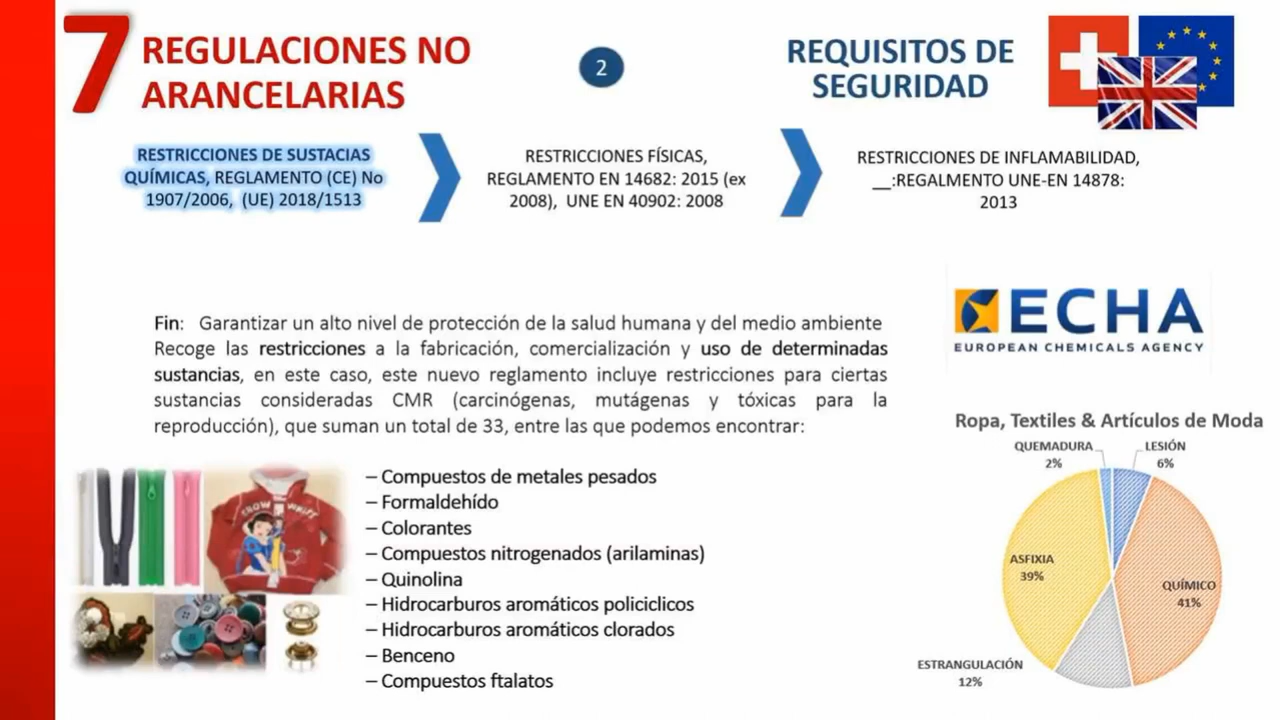 7
REGULACIONES NO
ARANCELARIAS
2
REQUISITOS DE
SEGURIDAD
RESTRICCIONES DE SUSTACIAS
QUÍMICAS, REGLAMENTO (CE) No
1907/2006, (UE) 2018/1513
RESTRICCIONES FÍSICAS,
REGLAMENTO EN 14682: 2015 (ex
2008), UNE EN 40902: 2008
RESTRICCIONES DE INFLAMABILIDAD,
__:REGALMENTO UNE-EN 14878:
2013
Fin: Garantizar un alto nivel de protección de la salud humana y del medio ambiente
Recoge las restricciones a la fabricación, comercialización y uso de determinadas
sustancias, en este caso, este nuevo reglamento incluye restricciones para ciertas
sustancias consideradas CMR (carcinógenas, mutágenas y tóxicas para la
reproducción), que suman un total de 33, entre las que podemos encontrar:
– Compuestos de metales pesados
– Formaldehído
– Colorantes
– Compuestos nitrogenados (arilaminas)
– Quinolina
– Hidrocarburos aromáticos policiclicos
– Hidrocarburos aromáticos clorados
– Benceno
– Compuestos ftalatos
ECHA
EUROPEAN CHEMICALS AGENCY
Ropa, Textiles & Artículos de Moda
QUEMADURA
2%
LESIÓN
6%
ASFIXIA
39%
QUÍMICO
41%
ESTRANGULACIÓN
12%